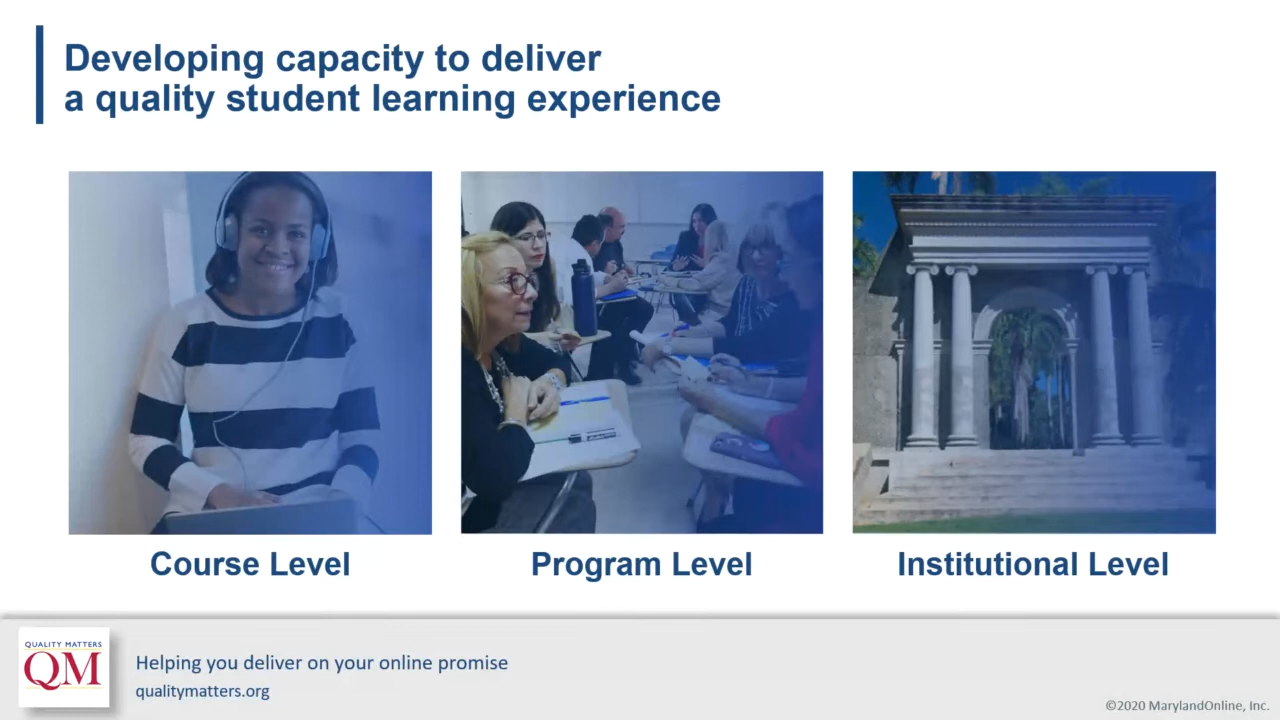 Developing capacity to deliver
a quality student learning experience
Course Level
Program Level
Institutional Level
QUALITY MATTERS
QM
Helping you deliver on your online promise
qualitymatters.org
©2020 MarylandOnline, Inc.